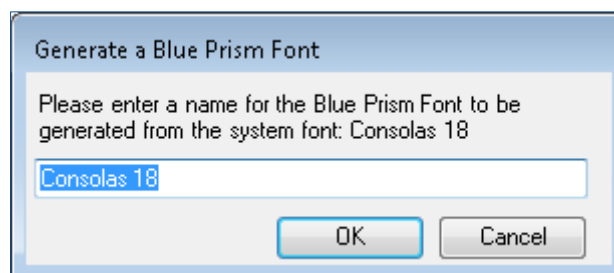 Generate a Blue Prism Font
Please enter a name for the Blue Prism Font to be
generated from the system font: Consolas 18
Consolas 18
OK Cancel